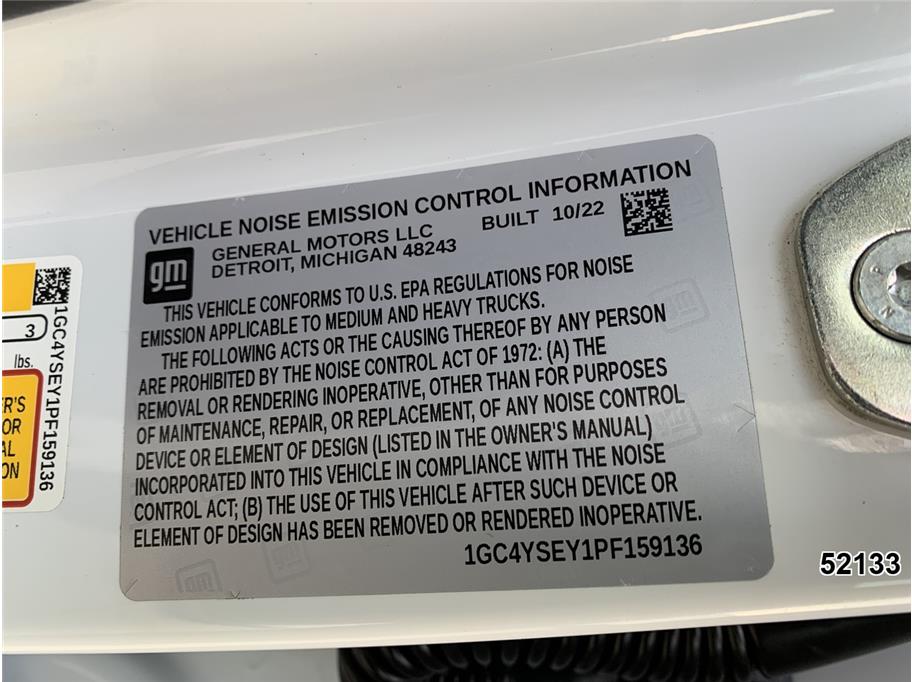 VEHICLE NOISE EMISSION CONTROL INFORMATION
gm
GENERAL MOTORS LLC
DETROIT, MICHIGAN 48243
BUILT 10/22
THIS VEHICLE CONFORMS TO U.S. EPA REGULATIONS FOR NOISE
EMISSION APPLICABLE TO MEDIUM AND HEAVY TRUCKS.
THE FOLLOWING ACTS OR THE CAUSING THEREOF BY ANY PERSON
ARE PROHIBITED BY THE NOISE CONTROL ACT OF 1972: (A) THE
REMOVAL OR RENDERING INOPERATIVE, OTHER THAN FOR PURPOSES
OF MAINTENANCE, REPAIR, OR REPLACEMENT, OF ANY NOISE CONTROL
DEVICE OR ELEMENT OF DESIGN (LISTED IN THE OWNER'S MANUAL)
INCORPORATED INTO THIS VEHICLE IN COMPLIANCE WITH THE NOISE
CONTROL ACT; (B) THE USE OF THIS VEHICLE AFTER SUCH DEVICE OR
ELEMENT OF DESIGN HAS BEEN REMOVED OR RENDERED INOPERATIVE.
1GC4YSEY1PF159136
3
lbs.
ER'S
OR
AL
ON
1GC4YSEY1PF159136
52133